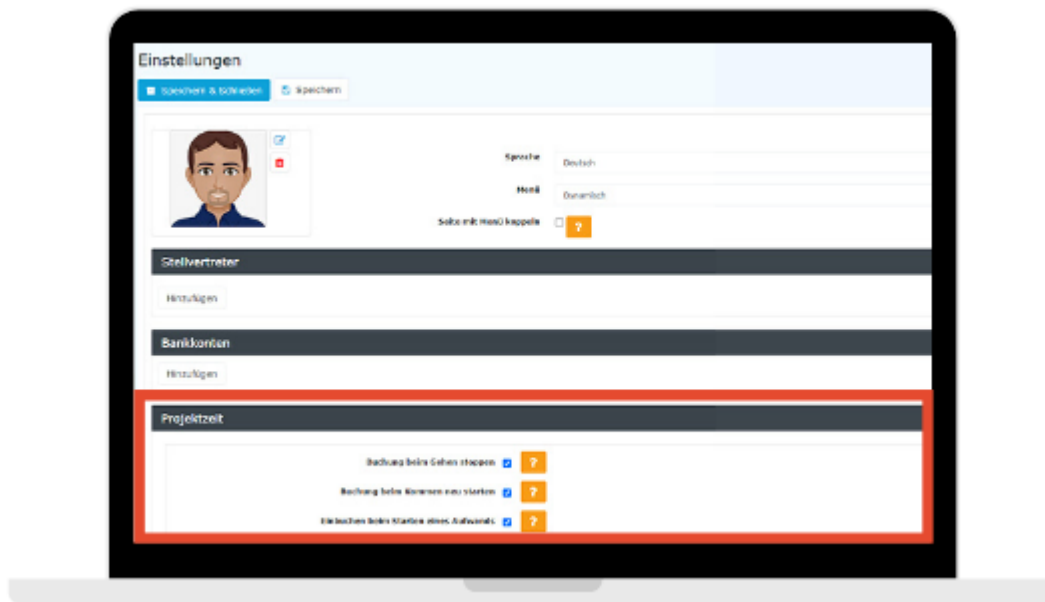 Einstellungen
Speichern & Schließen Speichern
Sprache Deutsch
Menü Dynamisch
Seite mit Menü koppeln ?
Stellvertreter
Hinzufügen
Bankkonten
Hinzufügen
Projektzeit
Buchung beim Gehen stoppen ?
Buchung beim Kommen neu starten ?
Einbuchen beim Starten eines Aufwands ?